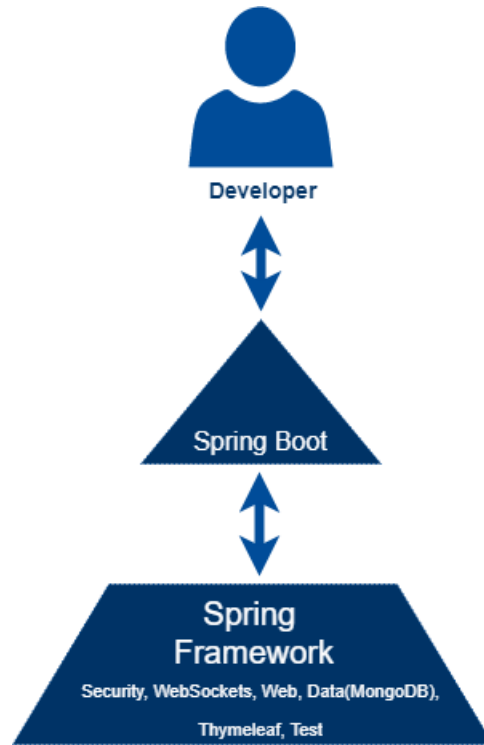 Developer
Spring Boot
Spring
Framework
Security, WebSockets, Web, Data(MongoDB),
Thymeleaf, Test